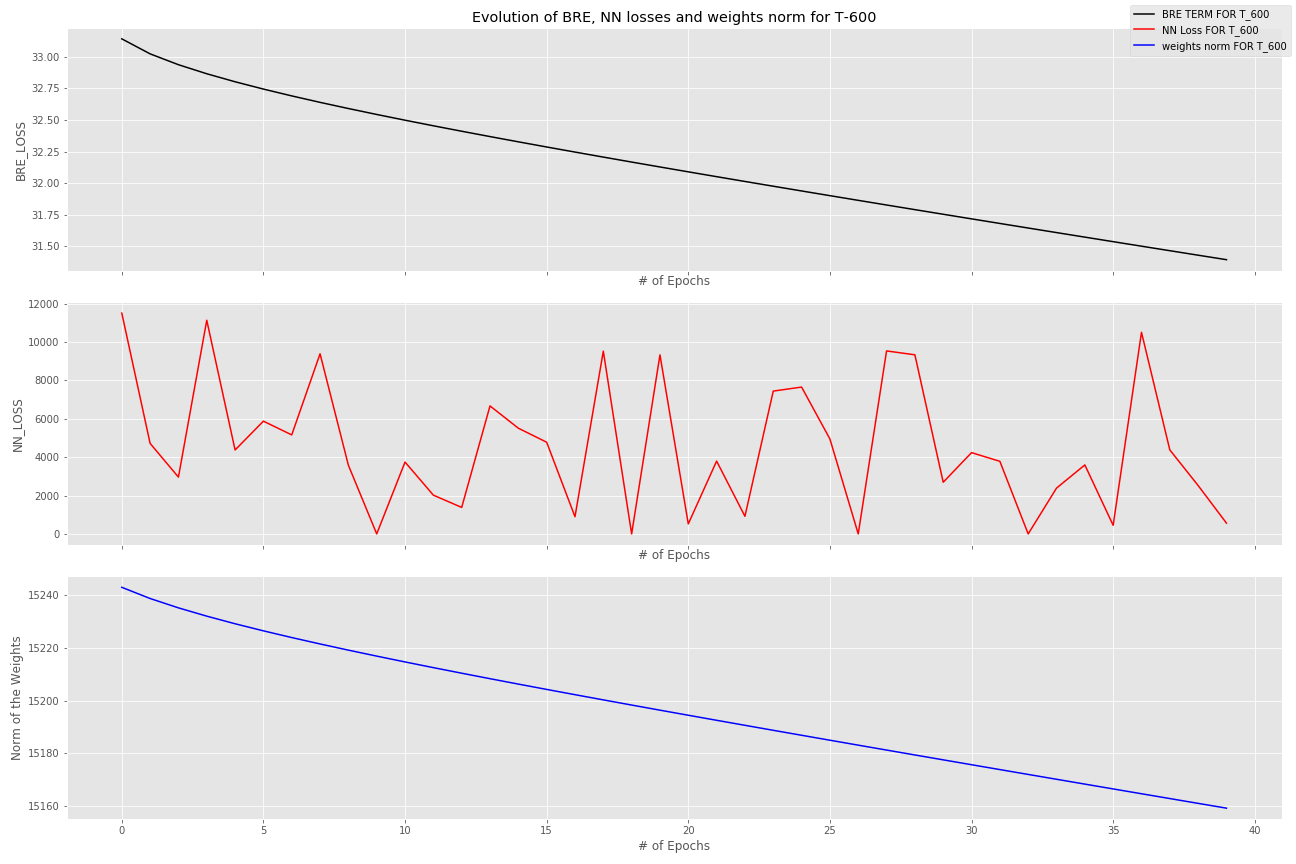 Evolution of BRE, NN losses and weights norm for T-600
BRE TERM FOR T_600
NN Loss FOR T_600
weights norm FOR T_600
BRE_LOSS
33.00
32.75
32.50
32.25
32.00
31.75
31.50
# of Epochs
NN_LOSS
12000
10000
8000
6000
4000
2000
0
# of Epochs
Norm of the Weights
15240
15220
15200
15180
15160
0 5 10 15 20 25 30 35 40
# of Epochs